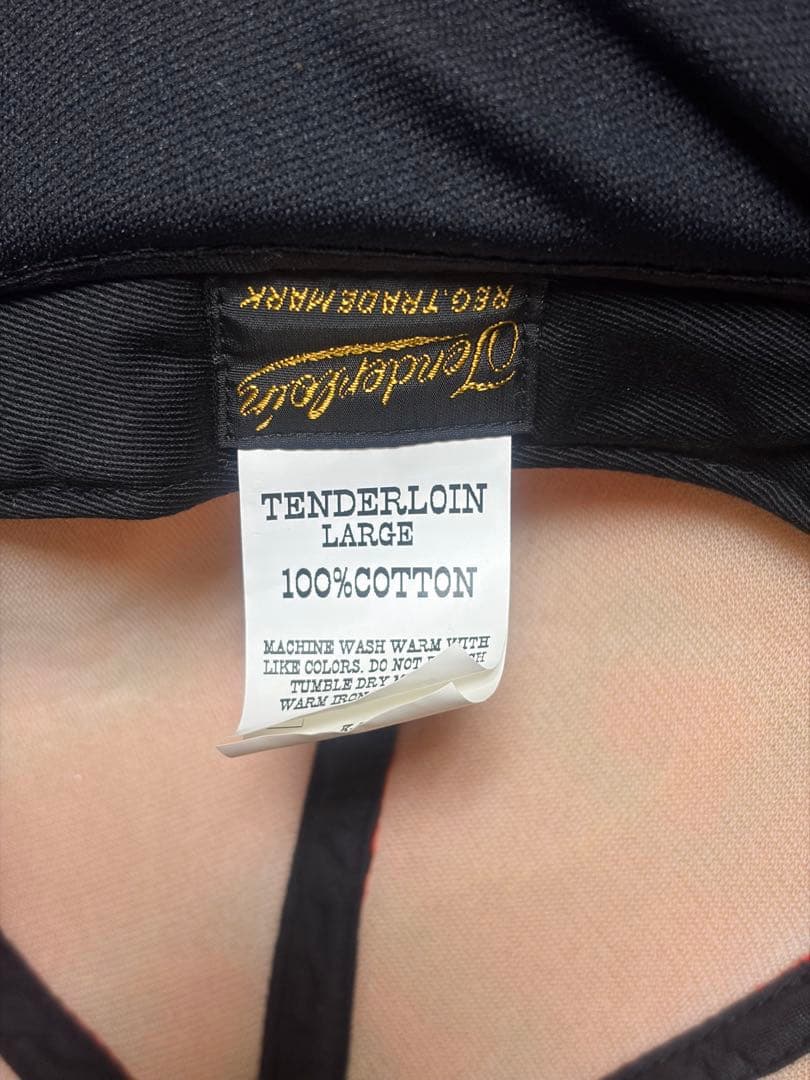 Tenderloin
REG. TRADEMARK
TENDERLOIN
LARGE
100%COTTON
MACHINE WASH WARM WITH
LIKE COLORS. DO NOT
TUMBLE DRY
WARM IRON